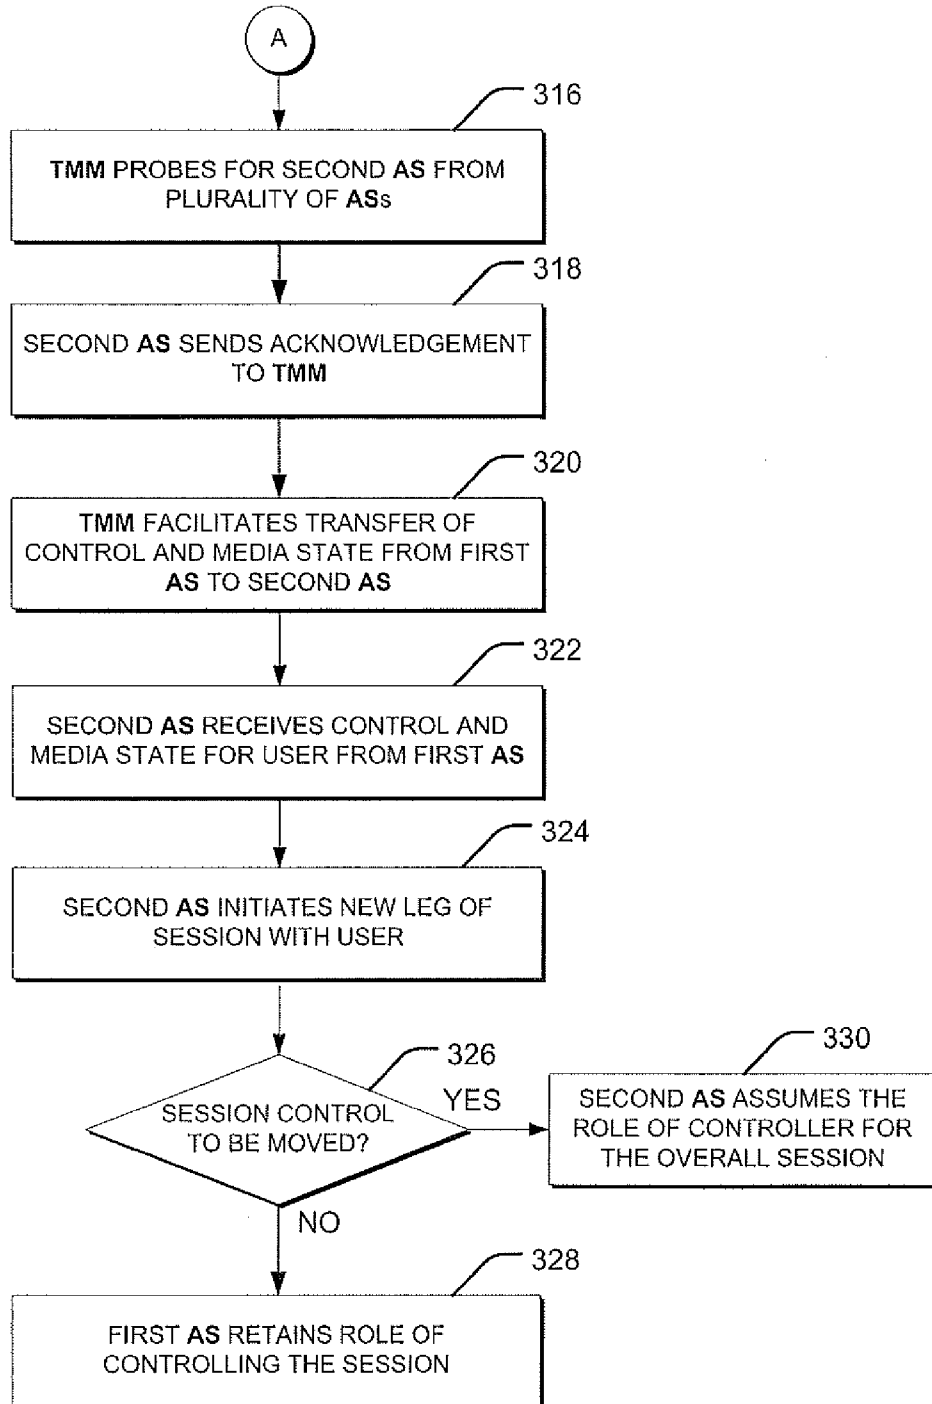 A
316
TMM PROBES FOR SECOND AS FROM
PLURALITY OF ASs
318
SECOND AS SENDS ACKNOWLEDGEMENT
TO TMM
320
TMM FACILITATES TRANSFER OF
CONTROL AND MEDIA STATE FROM FIRST
AS TO SECOND AS
322
SECOND AS RECEIVES CONTROL AND
MEDIA STATE FOR USER FROM FIRST AS
324
SECOND AS INITIATES NEW LEG OF
SESSION WITH USER
326
SESSION CONTROL
TO BE MOVED?
YES
330
SECOND AS ASSUMES THE
ROLE OF CONTROLLER FOR
THE OVERALL SESSION
NO
328
FIRST AS RETAINS ROLE OF
CONTROLLING THE SESSION